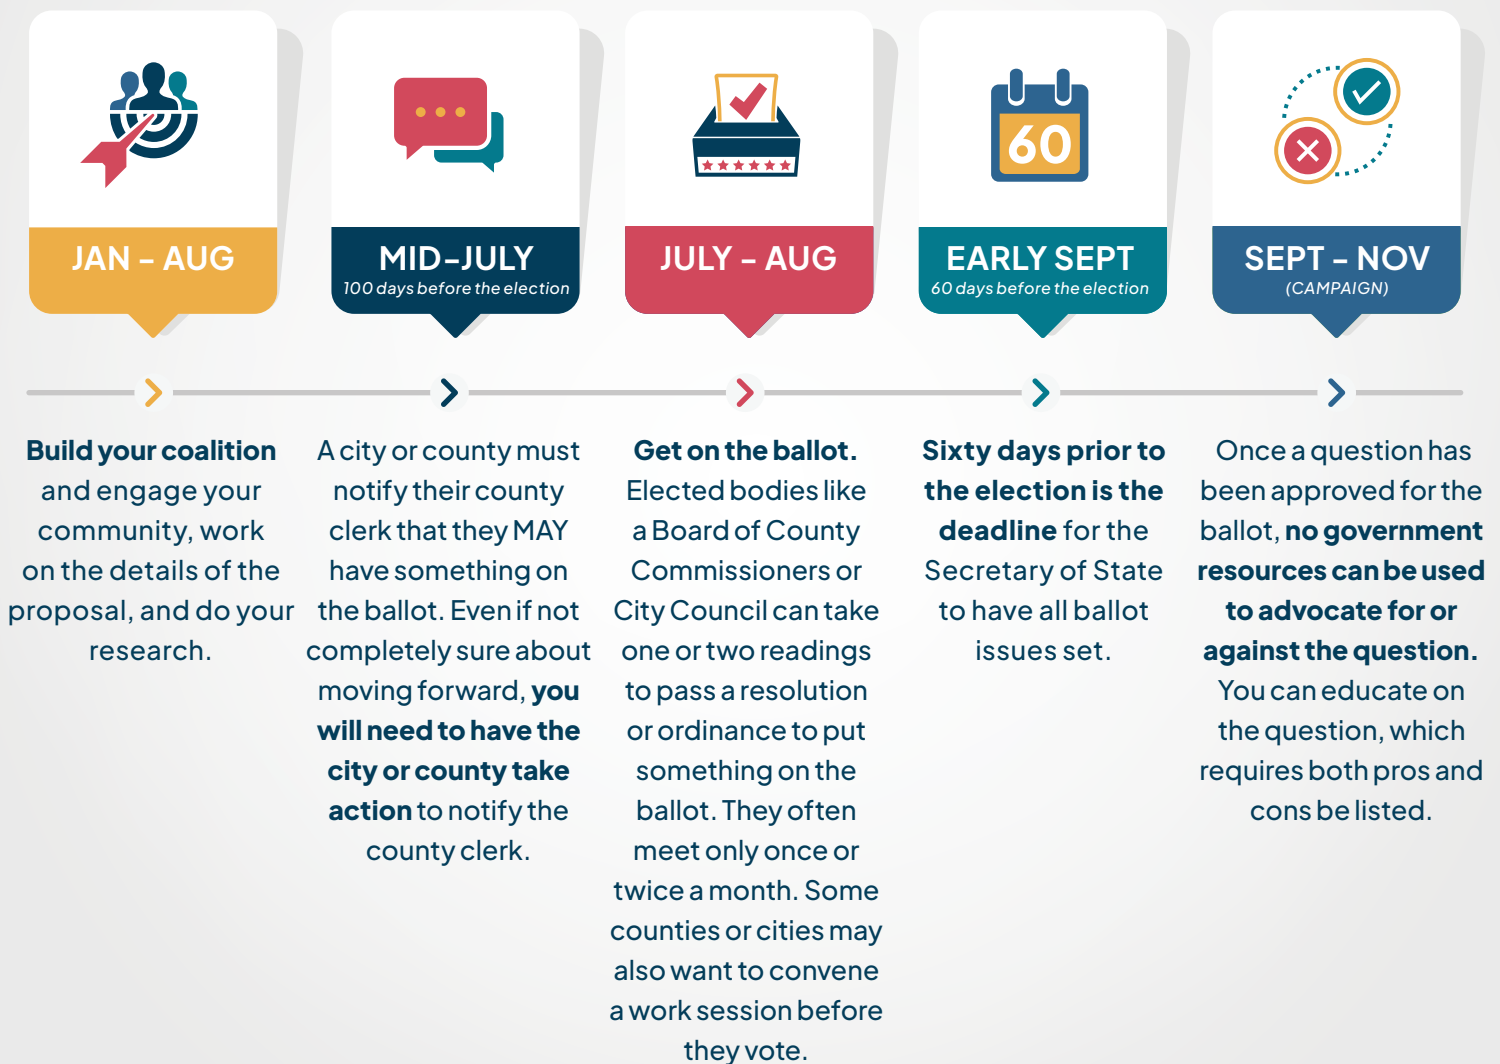 60
JAN – AUG
MID–JULY
100 days before the election
JULY – AUG
EARLY SEPT
60 days before the election
SEPT – NOV
(CAMPAIGN)
Build your coalition
and engage your
community, work
on the details of the
proposal, and do your
research.
A city or county must
notify their county
clerk that they MAY
have something on
the ballot. Even if not
completely sure about
moving forward, you
will need to have the
city or county take
action to notify the
county clerk.
Get on the ballot.
Elected bodies like
a Board of County
Commissioners or
City Council can take
one or two readings
to pass a resolution
or ordinance to put
something on the
ballot. They often
meet only once or
twice a month. Some
counties or cities may
also want to convene
a work session before
they vote.
Sixty days prior to
the election is the
deadline for the
Secretary of State
to have all ballot
issues set.
Once a question has
been approved for the
ballot, no government
resources can be used
to advocate for or
against the question.
You can educate on
the question, which
requires both pros and
cons be listed.